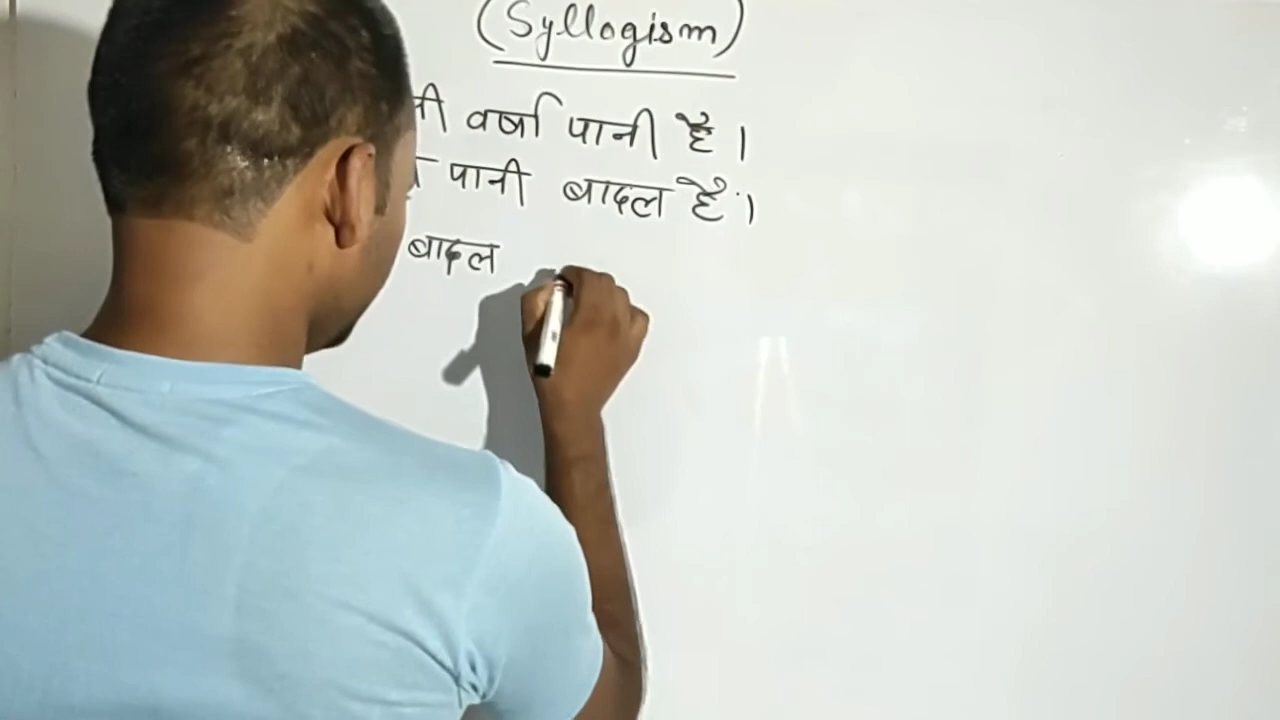 (Syllogism)
वर्षा पानी है।
पानी बादल हैं।
बादल